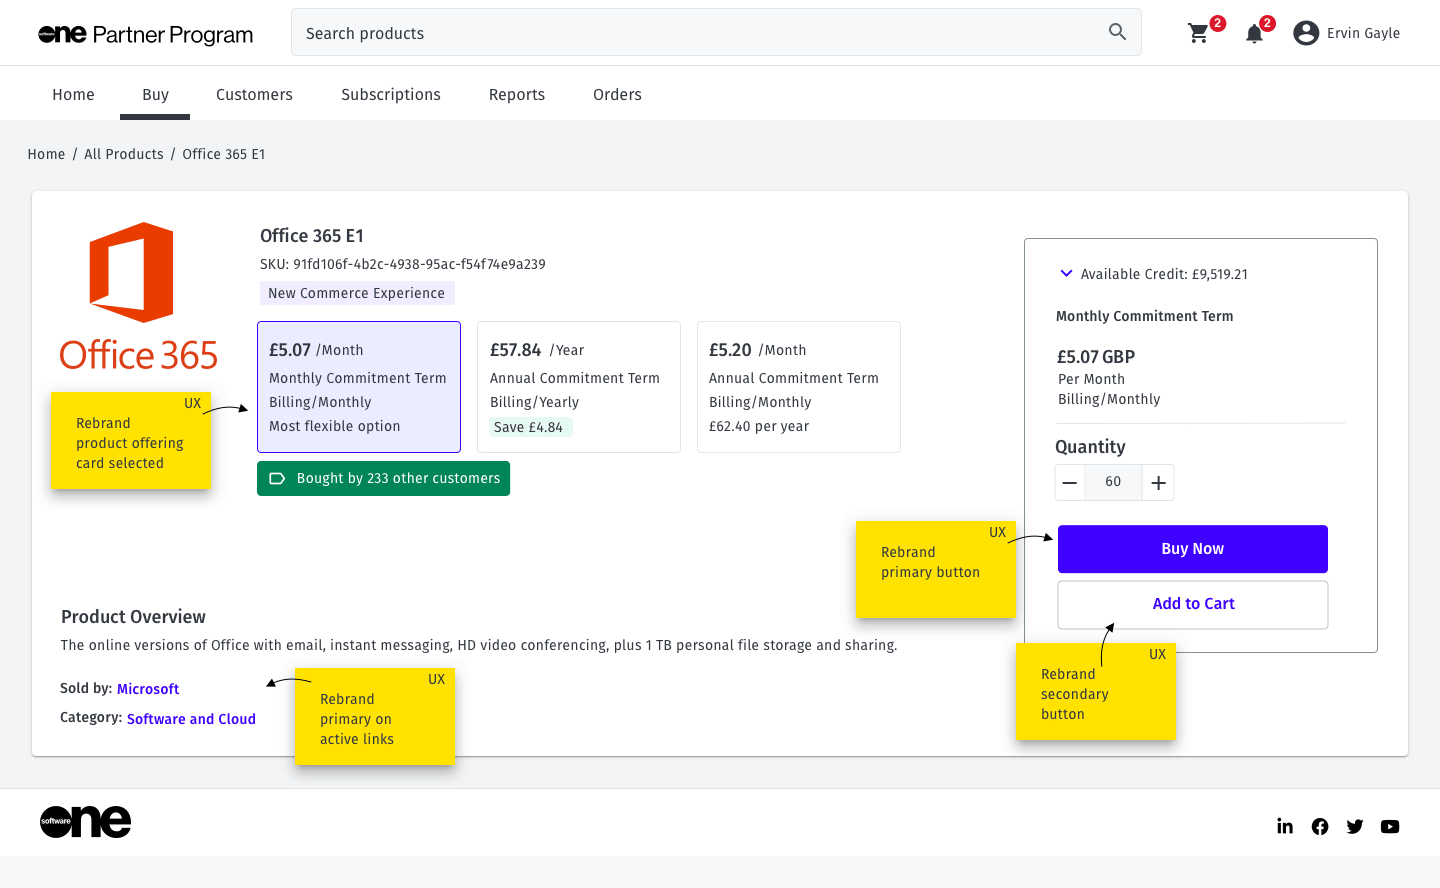 software one Partner Program
Search products
2
2
Ervin Gayle
Home
Buy
Customers
Subscriptions
Reports
Orders
Home / All Products / Office 365 E1
Office 365
Office 365 E1
SKU: 91fd106f-4b2c-4938-95ac-f54f74e9a239
New Commerce Experience
£5.07 /Month
Monthly Commitment Term
Billing/Monthly
Most flexible option
£57.84 /Year
Annual Commitment Term
Billing/Yearly
Save £4.84
£5.20 /Month
Annual Commitment Term
Billing/Monthly
£62.40 per year
Bought by 233 other customers
UX
Rebrand
product offering
card selected
Available Credit: £9,519.21
Monthly Commitment Term
£5.07 GBP
Per Month
Billing/Monthly
Quantity
60
Buy Now
Add to Cart
UX
Rebrand
primary button
UX
Rebrand
secondary
button
Product Overview
The online versions of Office with email, instant messaging, HD video conferencing, plus 1 TB personal file storage and sharing.
Sold by: Microsoft
Category: Software and Cloud
UX
Rebrand
primary on
active links
software one
in